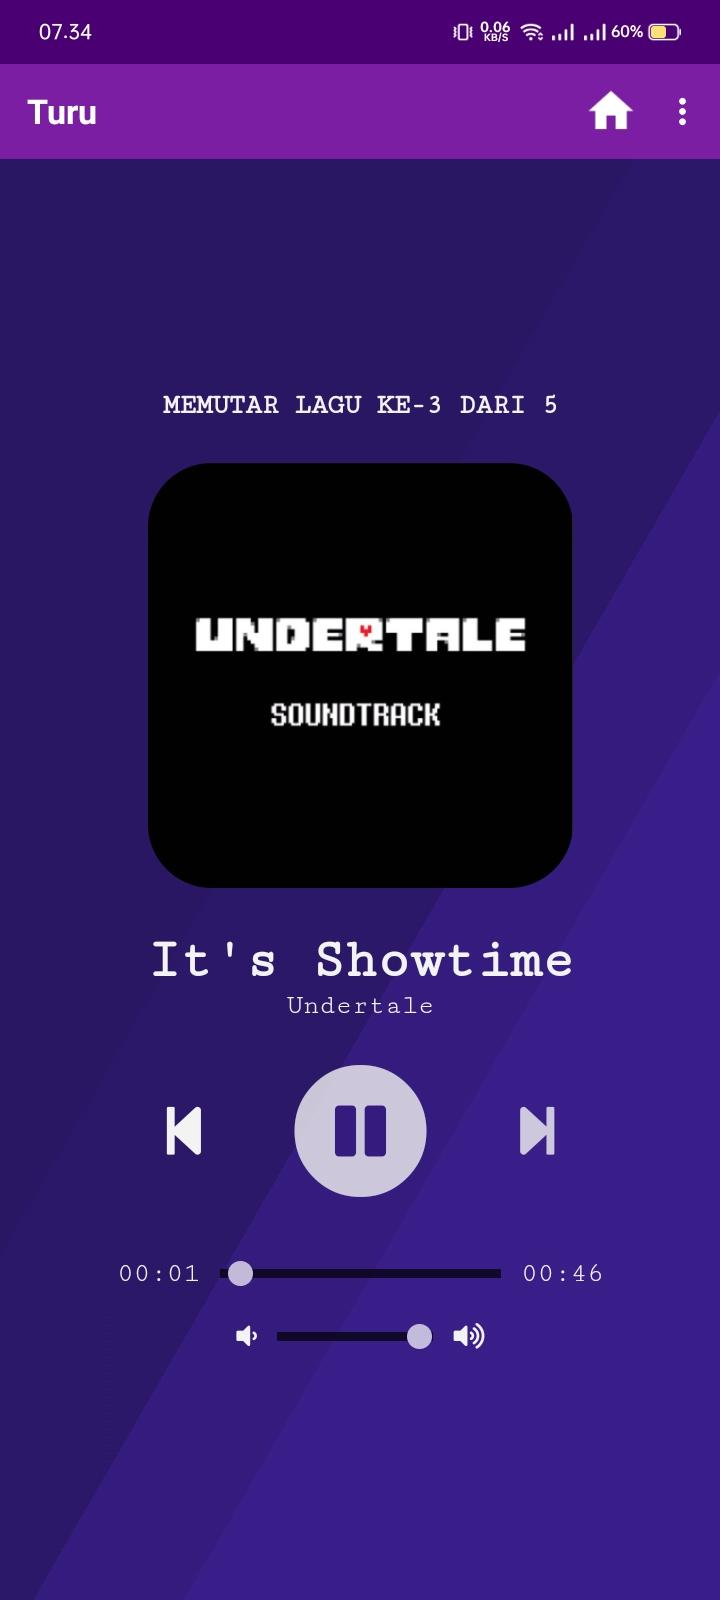 07.34
0.06
KB/S
60%
Turu
MEMUTAR LAGU KE-3 DARI 5
UNDERTALE
SOUNDTRACK
It's Showtime
Undertale
00:01
00:46